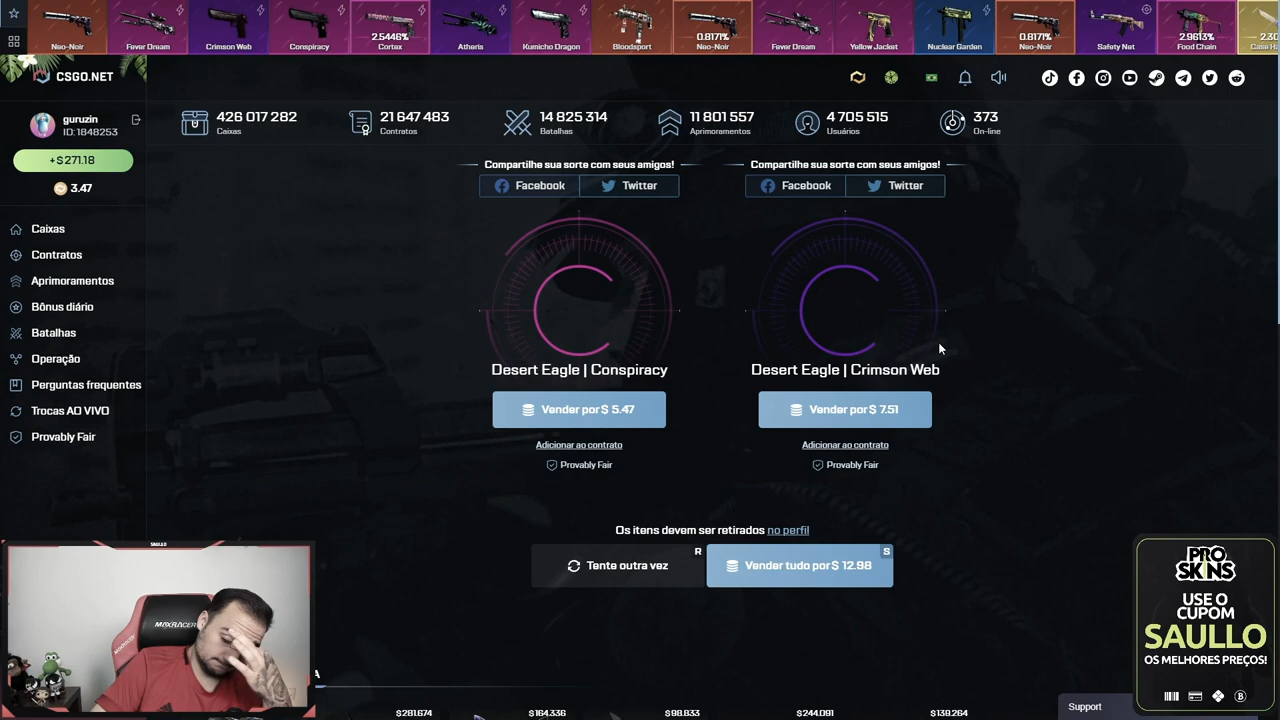 Neo-Noir
Fever Dream
Crimson Web
Conspiracy
2.5446%
Cortex
Atheris
Kumicho Dragon
Bloodsport
0.8171%
Neo-Noir
Fever Dream
Yellow Jacket
Nuclear Garden
0.8171%
Neo-Noir
Safety Net
2.9613%
Food Chain
2.30
Case Ha
CSGO.NET
guruzin
ID:1848253
+$271.18
3.47
426 017 282
Caixas
21 647 483
Contratos
14 825 314
Batalhas
11 801 557
Aprimoramentos
4 705 515
Usuários
373
On-line
Caixas
Contratos
Aprimoramentos
Bônus diário
Batalhas
Operação
Perguntas frequentes
Trocas AO VIVO
Provably Fair
Compartilhe sua sorte com seus amigos!
Facebook
Twitter
Desert Eagle | Conspiracy
Vender por $ 5.47
Adicionar ao contrato
Provably Fair
Compartilhe sua sorte com seus amigos!
Facebook
Twitter
Desert Eagle | Crimson Web
Vender por $ 7.51
Adicionar ao contrato
Provably Fair
Os itens devem ser retirados no perfil
Tente outra vez
R
Vender tudo por $ 12.98
S
SAULLO
MAXRACER
A
PRO
SKINS
USE O
CUPOM
SAULLO
OS MELHORES PREÇOS!
$281.674
$164.336
$98.833
$244.091
$139.264
Support